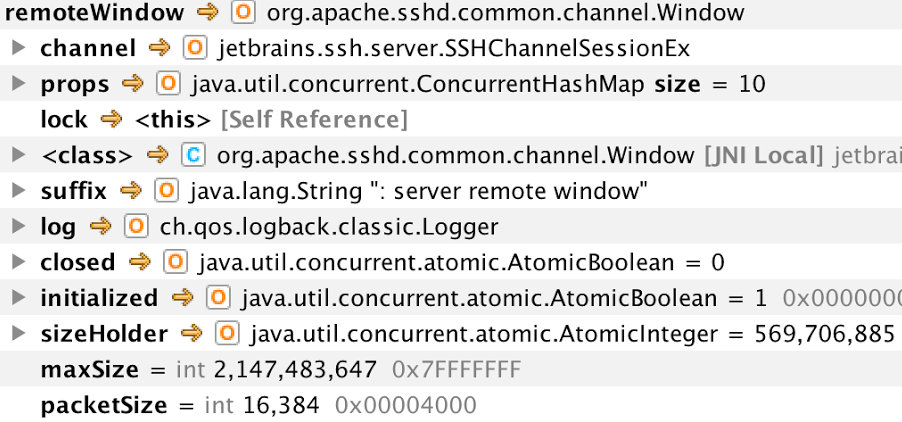 remoteWindow ⇨ O org.apache.sshd.common.channel.Window
channel ⇨ O jetbrains.ssh.server.SSHChannelSessionEx
props ⇨ O java.util.concurrent.ConcurrentHashMap size = 10
lock ⇨ <this> [Self Reference]
<class> ⇨ C org.apache.sshd.common.channel.Window [JNI Local] jetbrai
suffix ⇨ O java.lang.String ": server remote window"
log ⇨ O ch.qos.logback.classic.Logger
closed ⇨ O java.util.concurrent.atomic.AtomicBoolean = 0
initialized ⇨ O java.util.concurrent.atomic.AtomicBoolean = 1 0x0000000
sizeHolder ⇨ O java.util.concurrent.atomic.AtomicInteger = 569,706,885
maxSize = int 2,147,483,647 0x7FFFFFFF
packetSize = int 16,384 0x00004000